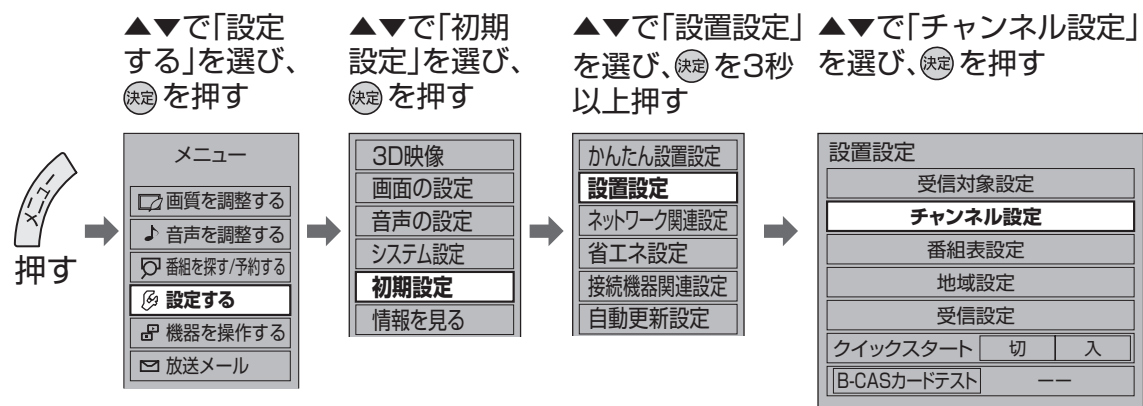 ▲▼で「設定
する」を選び、
決定 を押す
▲▼で「初期
設定」を選び、
決定 を押す
▲▼で「設置設定」
を選び、決定 を3秒
以上押す
▲▼で「チャンネル設定」
を選び、決定 を押す
メニュー
押す
メニュー
画質を調整する
音声を調整する
番組を探す/予約する
設定する
機器を操作する
放送メール
3D映像
画面の設定
音声の設定
システム設定
初期設定
情報を見る
かんたん設置設定
設置設定
ネットワーク関連設定
省エネ設定
接続機器関連設定
自動更新設定
設置設定
受信対象設定
チャンネル設定
番組表設定
地域設定
受信設定
クイックスタート 切 入
B-CASカードテスト −−